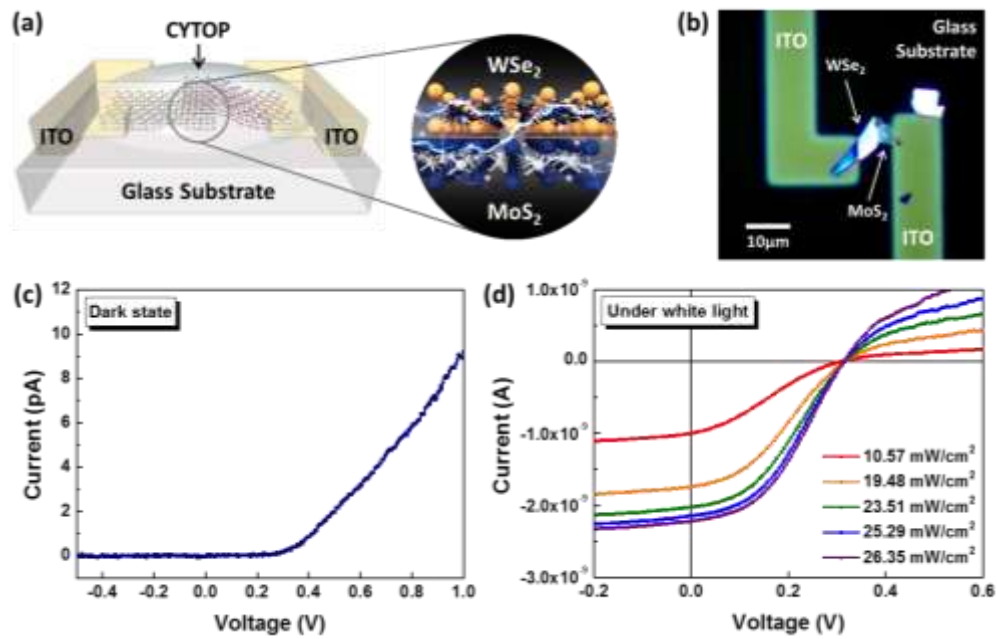 (a)
CYTOP
ITO
ITO
Glass Substrate
WSe₂
MoS₂
(b)
ITO
Glass
Substrate
WSe₂
MoS₂
10μm
ITO
(c)
Dark state
Current (pA)
12
10
8
6
4
2
0
-0.4
-0.2
0.0
0.2
0.4
0.6
0.8
1.0
Voltage (V)
(d)
Under white light
Current (A)
1.0x10⁻⁹
0.0
-1.0x10⁻⁹
-2.0x10⁻⁹
-3.0x10⁻⁹
10.57 mW/cm²
19.48 mW/cm²
23.51 mW/cm²
25.29 mW/cm²
26.35 mW/cm²
-0.2
0.0
0.2
0.4
0.6
Voltage (V)